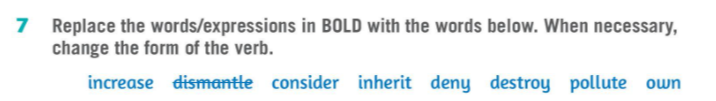 7 Replace the words/expressions in BOLD with the words below. When necessary,
change the form of the verb.
increase dismantle consider inherit deny destroy pollute own